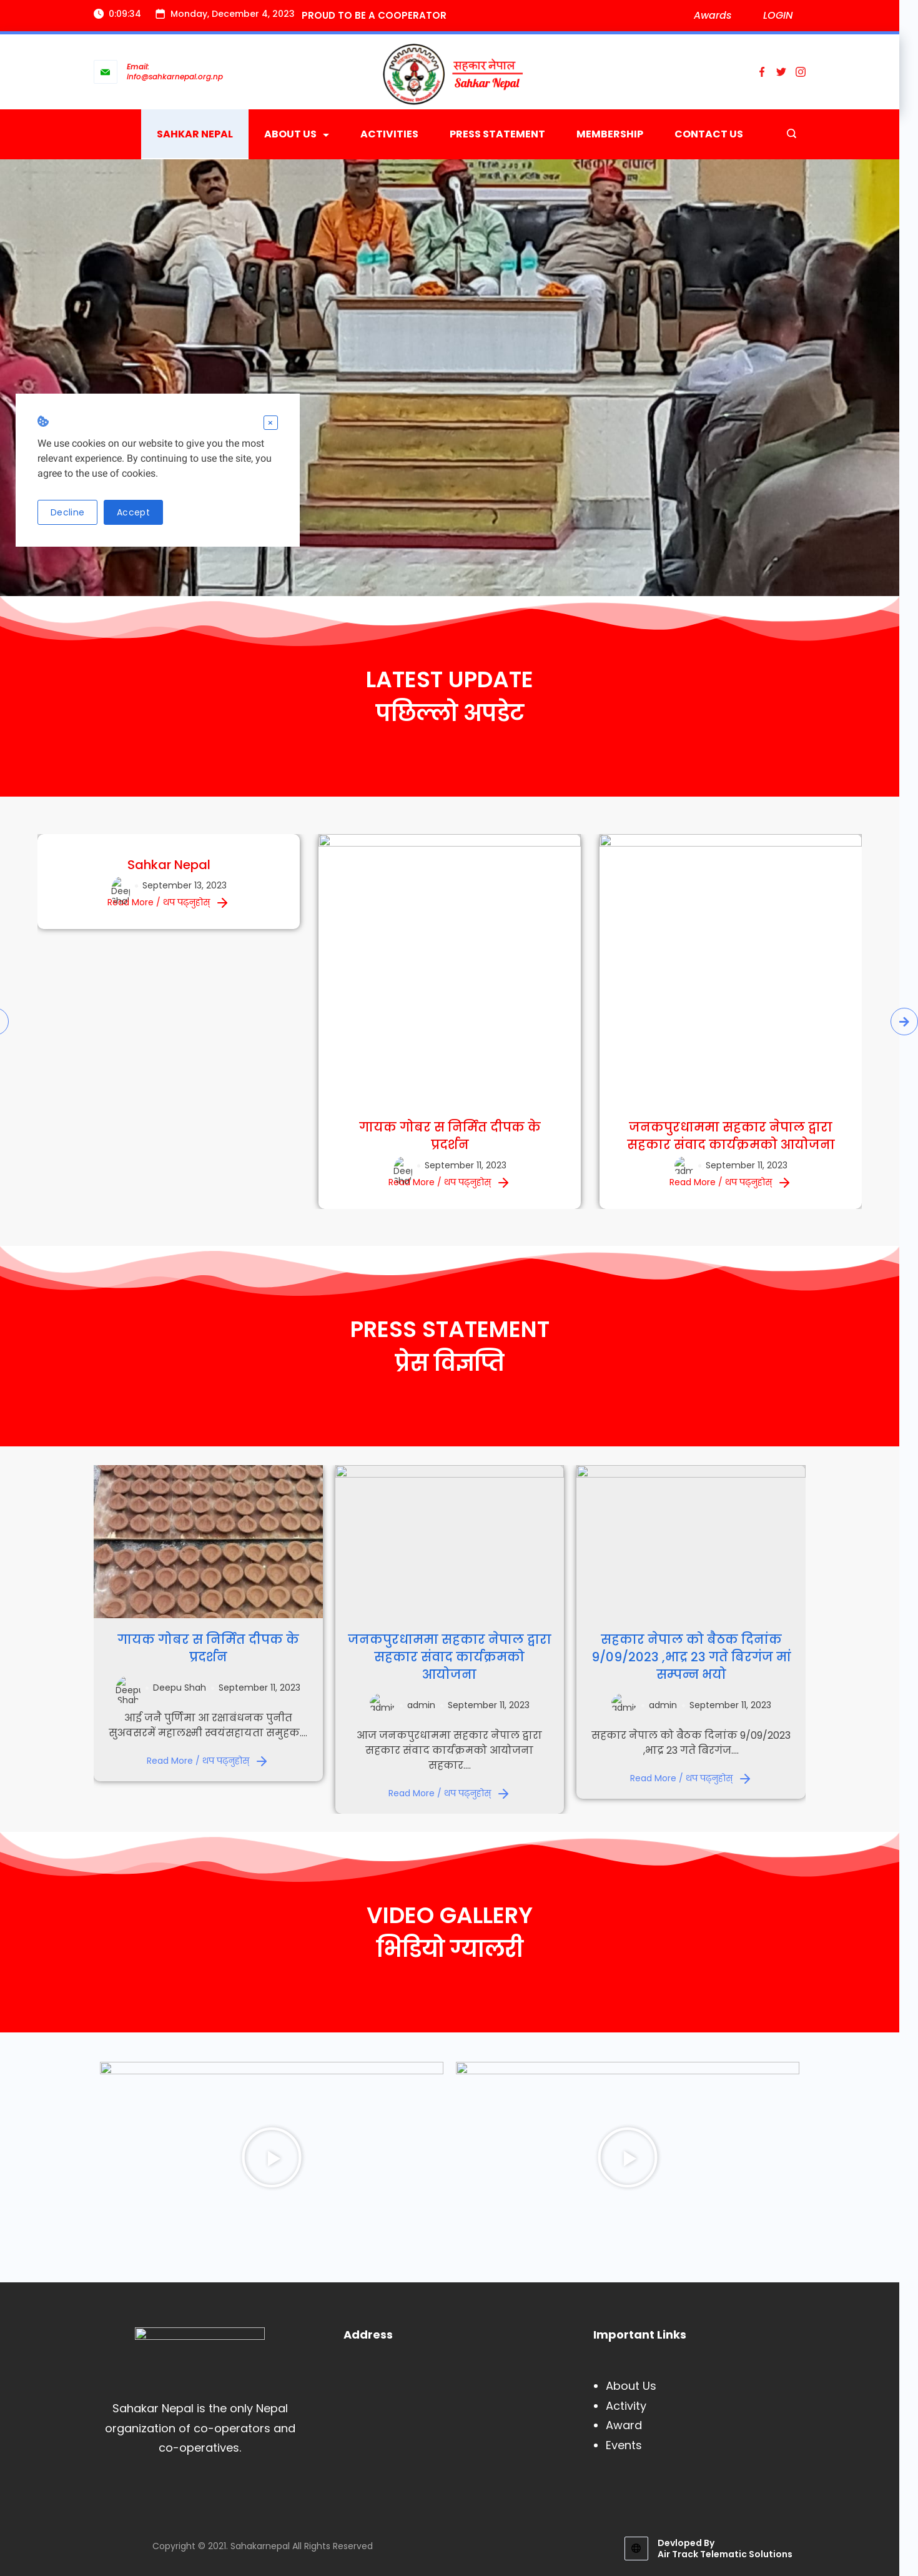 0:09:34
Monday, December 4, 2023
PROUD TO BE A COOPERATOR
Awards
LOGIN
Email:
Info@sahkarnepal.org.np
सहकार नेपाल
Sahkar Nepal
SAHKAR NEPAL
ABOUT US
ACTIVITIES
PRESS STATEMENT
MEMBERSHIP
CONTACT US
We use cookies on our website to give you the most
relevant experience. By continuing to use the site, you
agree to the use of cookies.
Decline
Accept
LATEST UPDATE
पछिल्लो अपडेट
Sahkar Nepal
September 13, 2023
Read More / थप पढ्नुहोस्
गायक गोबर स निर्मित दीपक के
प्रदर्शन
September 11, 2023
Read More / थप पढ्नुहोस्
जनकपुरधाममा सहकार नेपाल द्वारा
सहकार संवाद कार्यक्रमको आयोजना
September 11, 2023
Read More / थप पढ्नुहोस्
PRESS STATEMENT
प्रेस विज्ञप्ति
गायक गोबर स निर्मित दीपक के
प्रदर्शन
Deepu Shah
Deepu Shah
September 11, 2023
आई जनै पुर्णिमा आ रक्षाबंधनक पुनीत
सुअवसरमें महालक्ष्मी स्वयंसहायता समुहक....
Read More / थप पढ्नुहोस्
जनकपुरधाममा सहकार नेपाल द्वारा
सहकार संवाद कार्यक्रमको
आयोजना
admin
September 11, 2023
आज जनकपुरधाममा सहकार नेपाल द्वारा
सहकार संवाद कार्यक्रमको आयोजना
सहकार....
Read More / थप पढ्नुहोस्
सहकार नेपाल को बैठक दिनांक
9/09/2023 ,भाद्र 23 गते बिरगंज मां
सम्पन्न भयो
admin
September 11, 2023
सहकार नेपाल को बैठक दिनांक 9/09/2023
,भाद्र 23 गते बिरगंज....
Read More / थप पढ्नुहोस्
VIDEO GALLERY
भिडियो ग्यालरी
Sahakar Nepal is the only Nepal
organization of co-operators and
co-operatives.
Address
Important Links
About Us
Activity
Award
Events
Copyright © 2021. Sahakarnepal All Rights Reserved
Devloped By
Air Track Telematic Solutions